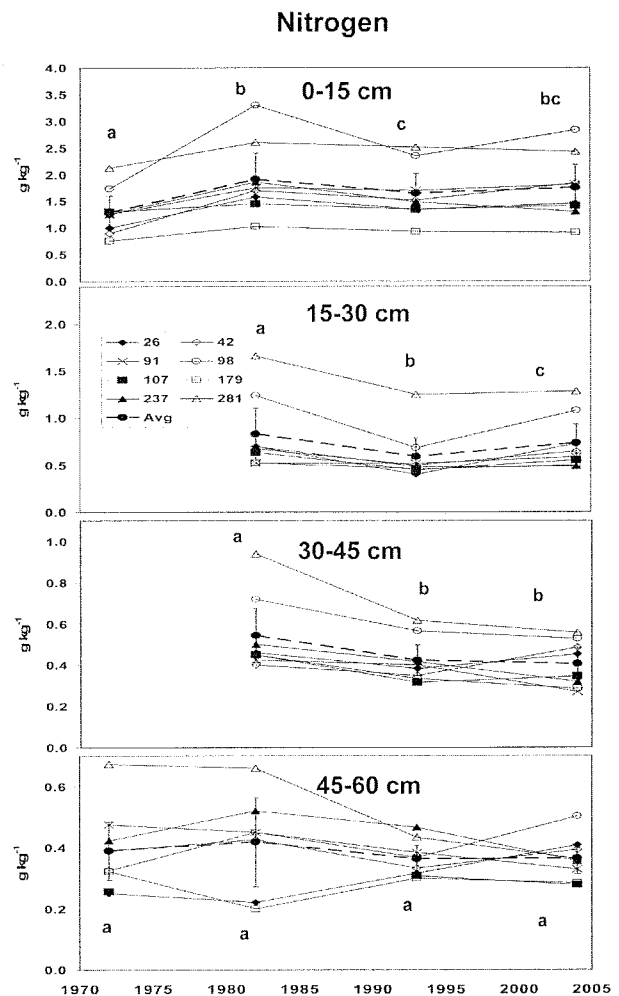 Nitrogen
0-15 cm
a
b
c
bc
g kg-1
4.0
3.5
3.0
2.5
2.0
1.5
1.0
0.5
0.0
15-30 cm
a
b
c
g kg-1
2.0
1.5
1.0
0.5
0.0
26 42
91 98
107 179
237 281
Avg
30-45 cm
a
b
b
g kg-1
1.0
0.8
0.6
0.4
0.2
0.0
45-60 cm
a
a
a
a
g kg-1
0.6
0.4
0.2
0.0
1970 1975 1980 1985 1990 1995 2000 2005